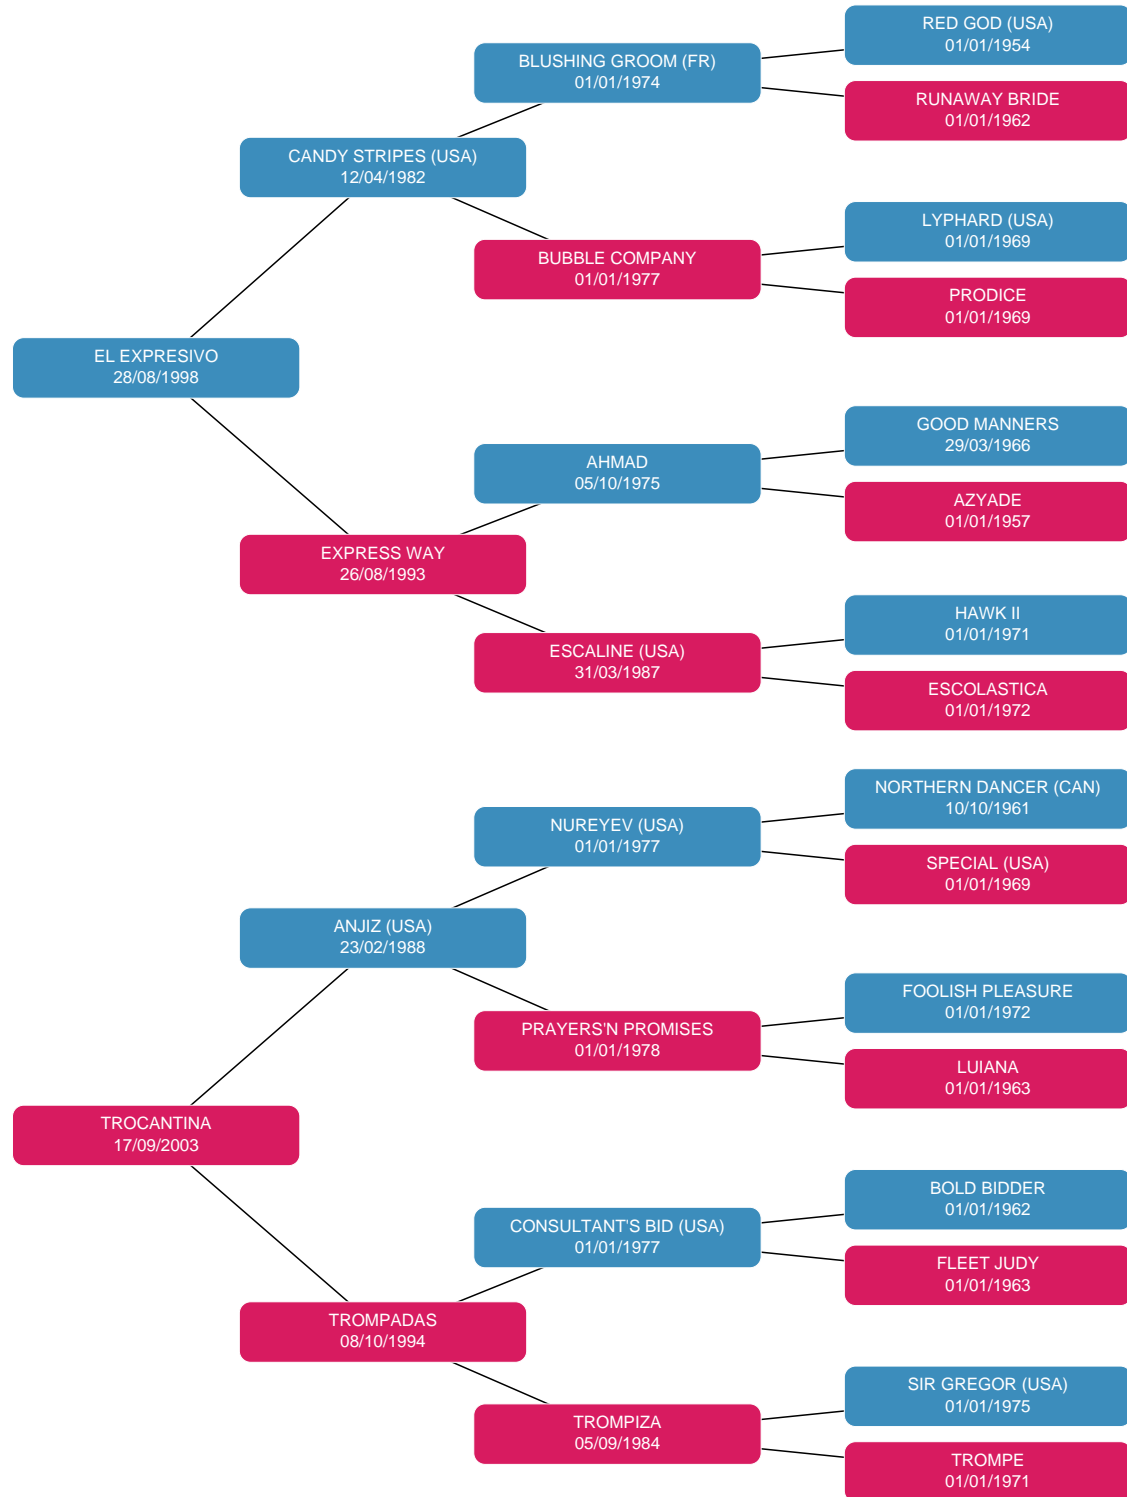 RED GOD (USA)
01/01/1954
BLUSHING GROOM (FR)
01/01/1974
RUNAWAY BRIDE
01/01/1962
CANDY STRIPES (USA)
12/04/1982
LYPHARD (USA)
01/01/1969
BUBBLE COMPANY
01/01/1977
PRODICE
01/01/1969
EL EXPRESIVO
28/08/1998
GOOD MANNERS
29/03/1966
AHMAD
05/10/1975
AZYADE
01/01/1957
EXPRESS WAY
26/08/1993
HAWK II
01/01/1971
ESCALINE (USA)
31/03/1987
ESCOLASTICA
01/01/1972
NORTHERN DANCER (CAN)
10/10/1961
NUREYEV (USA)
01/01/1977
SPECIAL (USA)
01/01/1969
ANJIZ (USA)
23/02/1988
FOOLISH PLEASURE
01/01/1972
PRAYERS'N PROMISES
01/01/1978
LUIANA
01/01/1963
TROCANTINA
17/09/2003
BOLD BIDDER
01/01/1962
CONSULTANT'S BID (USA)
01/01/1977
FLEET JUDY
01/01/1963
TROMPADAS
08/10/1994
SIR GREGOR (USA)
01/01/1975
TROMPIZA
05/09/1984
TROMPE
01/01/1971